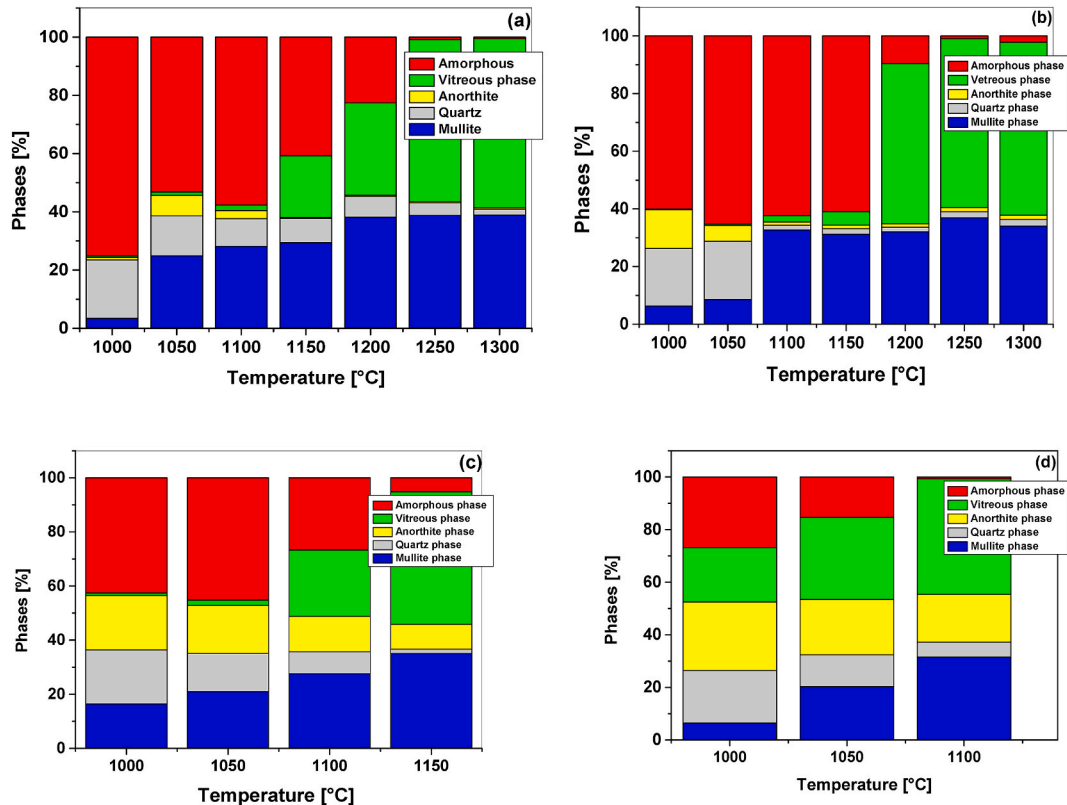 (a)
100
80
60
40
20
0
Phases [%]
Amorphous
Vitreous phase
Anorthite
Quartz
Mullite
1000 1050 1100 1150 1200 1250 1300
Temperature [°C]
(b)
100
80
60
40
20
0
Phases [%]
Amorphous phase
Vetreous phase
Anorthite phase
Quartz phase
Mullite phase
1000 1050 1100 1150 1200 1250 1300
Temperature [°C]
(c)
100
80
60
40
20
0
Phases [%]
Amorphous phase
Vitreous phase
Anorthite phase
Quartz phase
Mullite phase
1000 1050 1100 1150
Temperature [°C]
(d)
100
80
60
40
20
0
Phases [%]
Amorphous phase
Vitreous phase
Anorthite phase
Quartz phase
Mullite phase
1000 1050 1100
Temperature [°C]